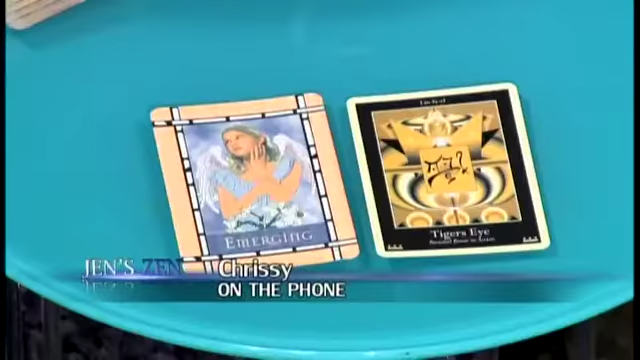 EMERGING
Tigers Eye
JEN'S ZEN
Chrissy
ON THE PHONE